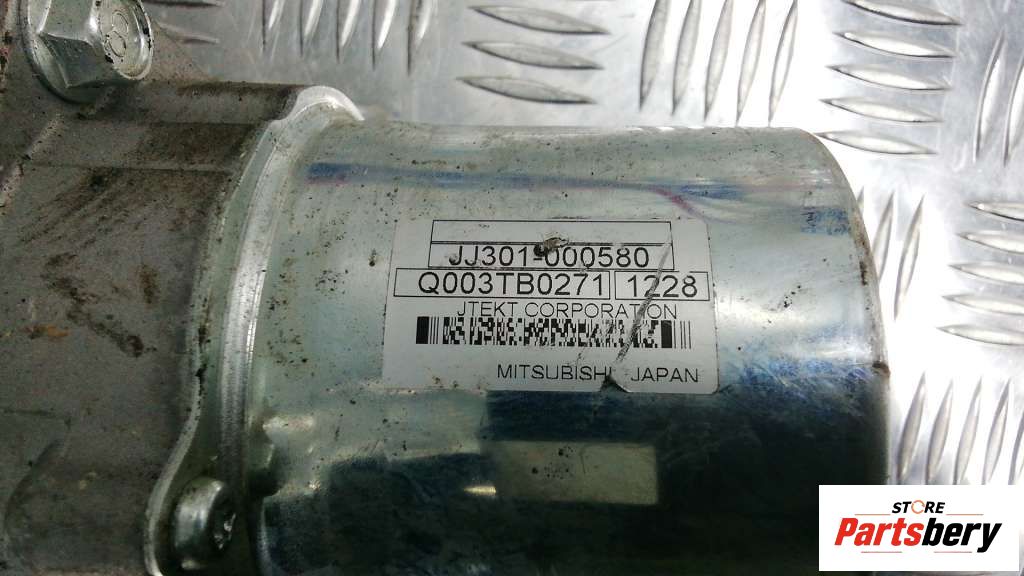 JJ301-000580
Q003TB0271 1228
JTEKT CORPORATION
MITSUBISHI JAPAN
STORE
Partsbery